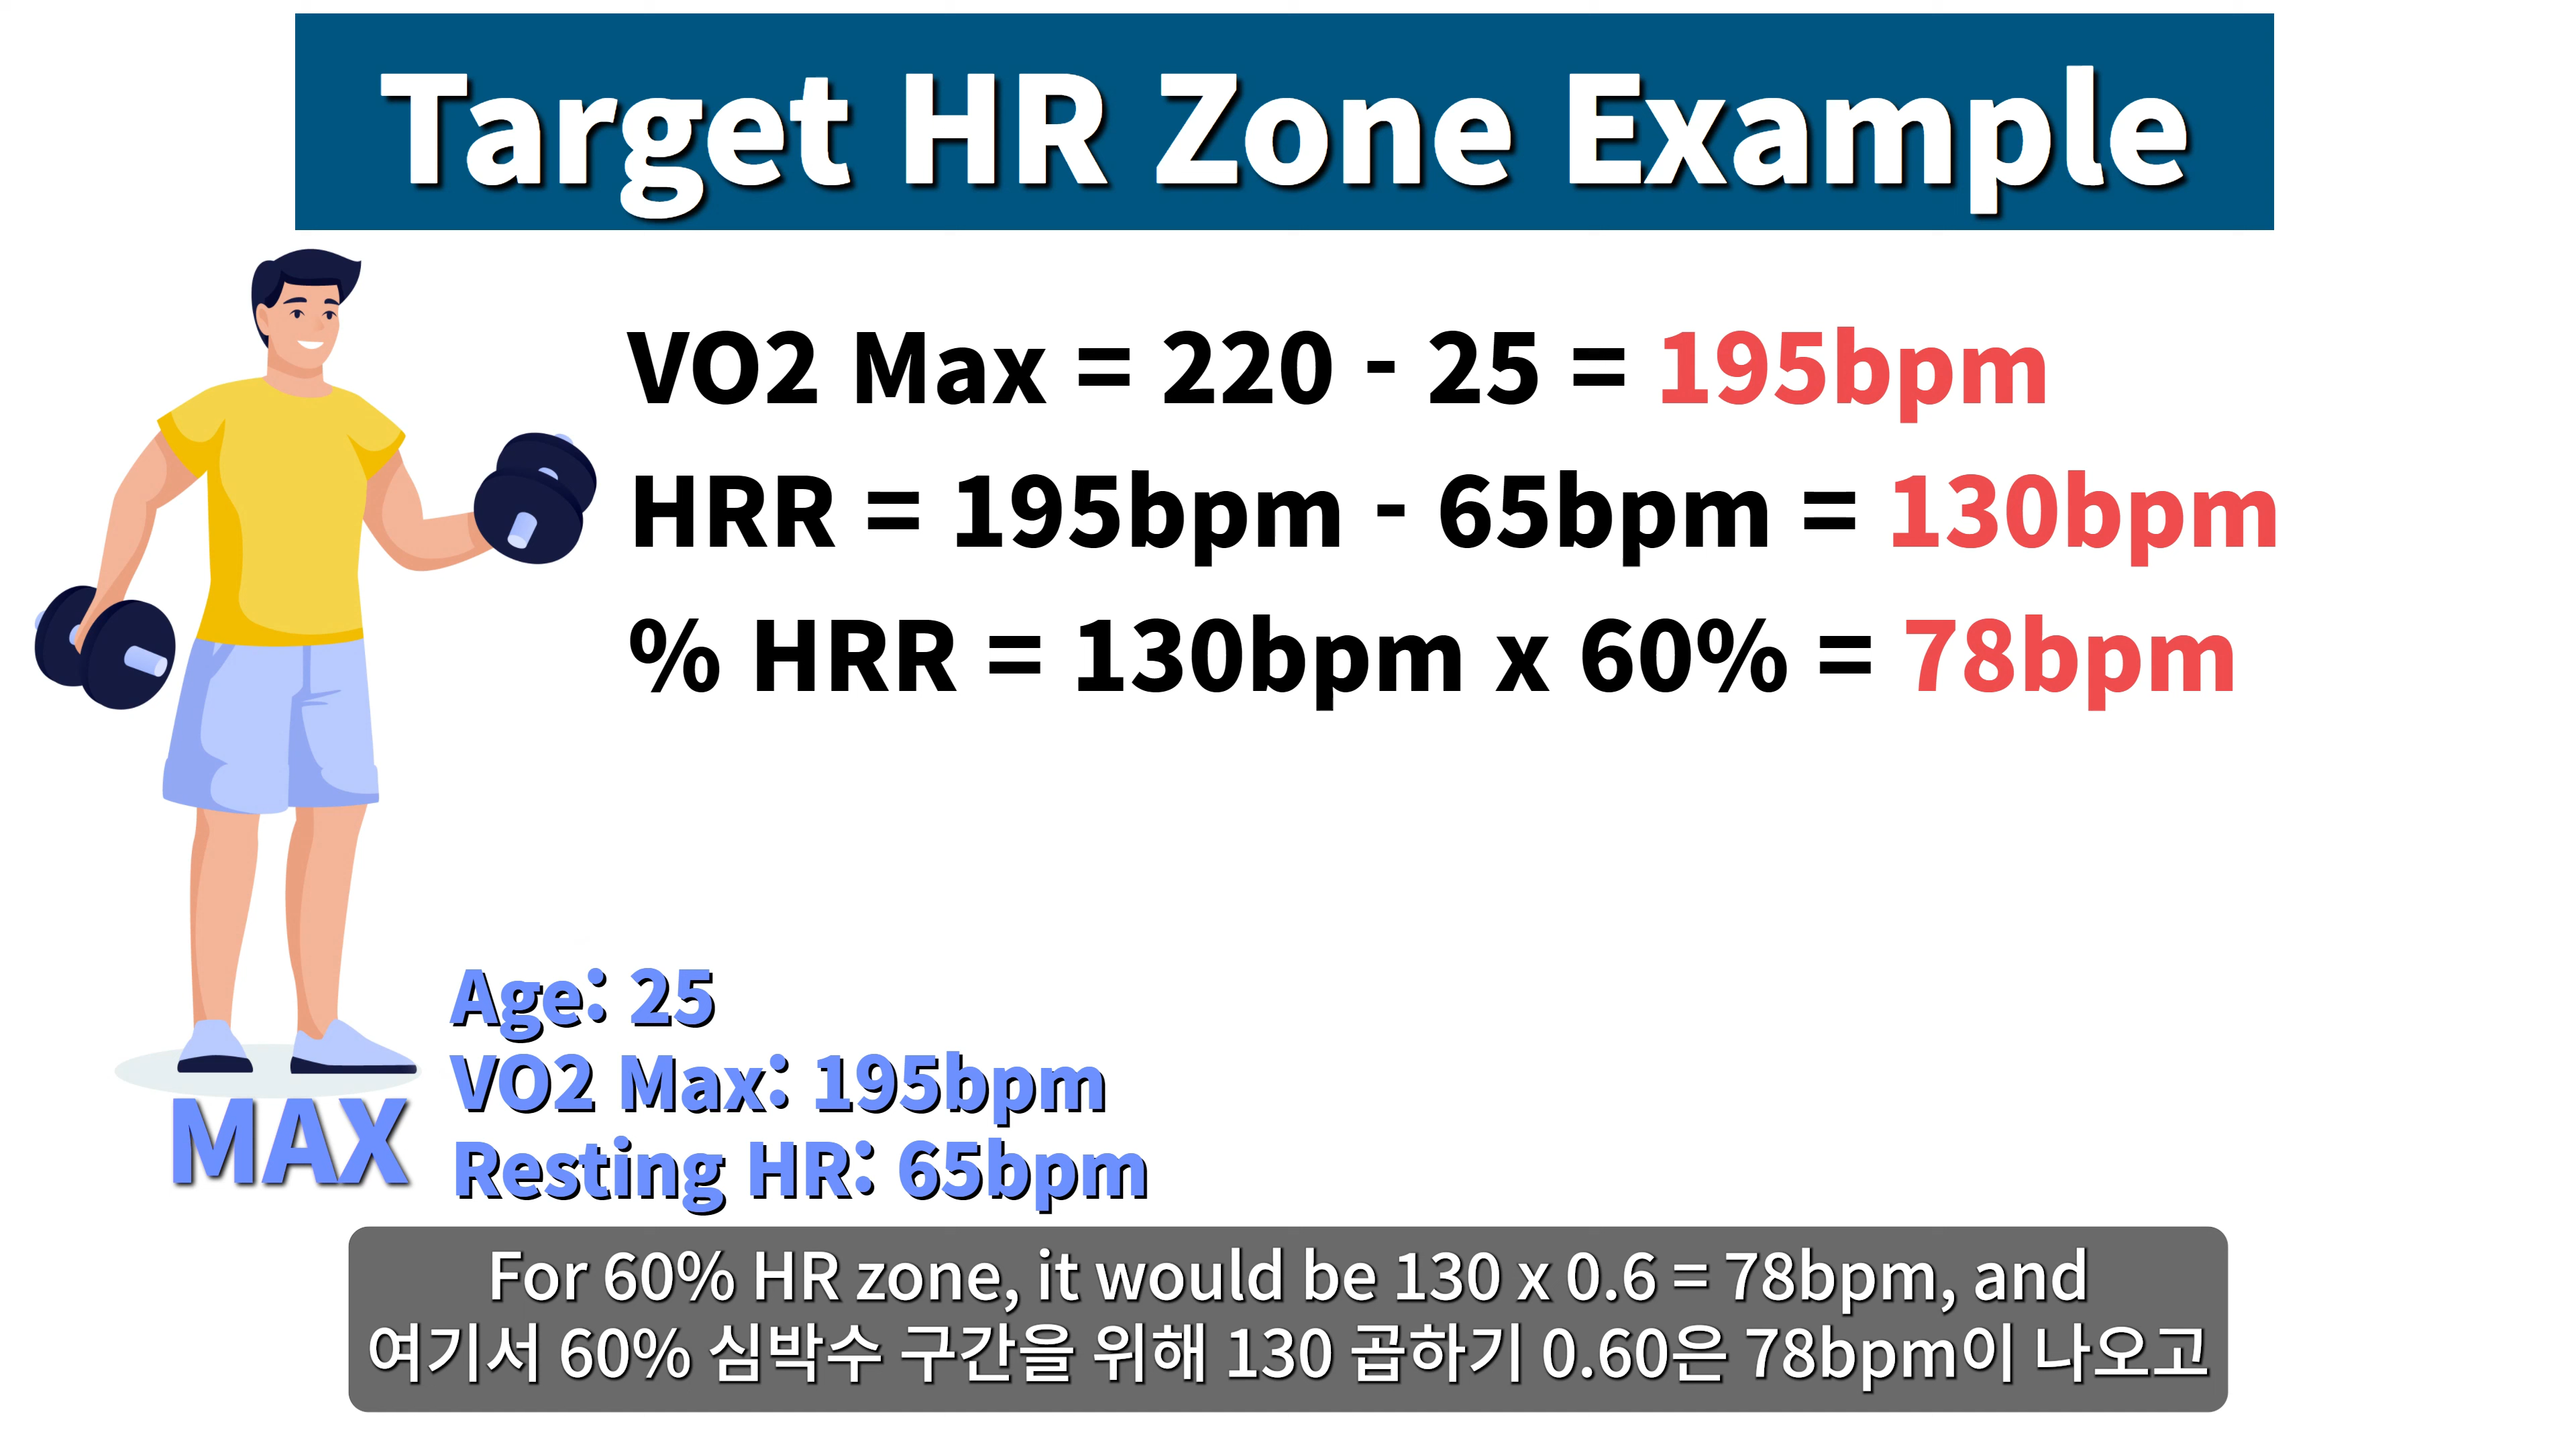 Target HR Zone Example
VO2 Max = 220 - 25 = 195bpm
HRR = 195bpm - 65bpm = 130bpm
% HRR = 130bpm x 60% = 78bpm
Age: 25
VO2 Max: 195bpm
Resting HR: 65bpm
MAX
For 60% HR zone, it would be 130 x 0.6 = 78bpm, and
여기서 60% 심박수 구간을 위해 130 곱하기 0.60은 78bpm이 나오고